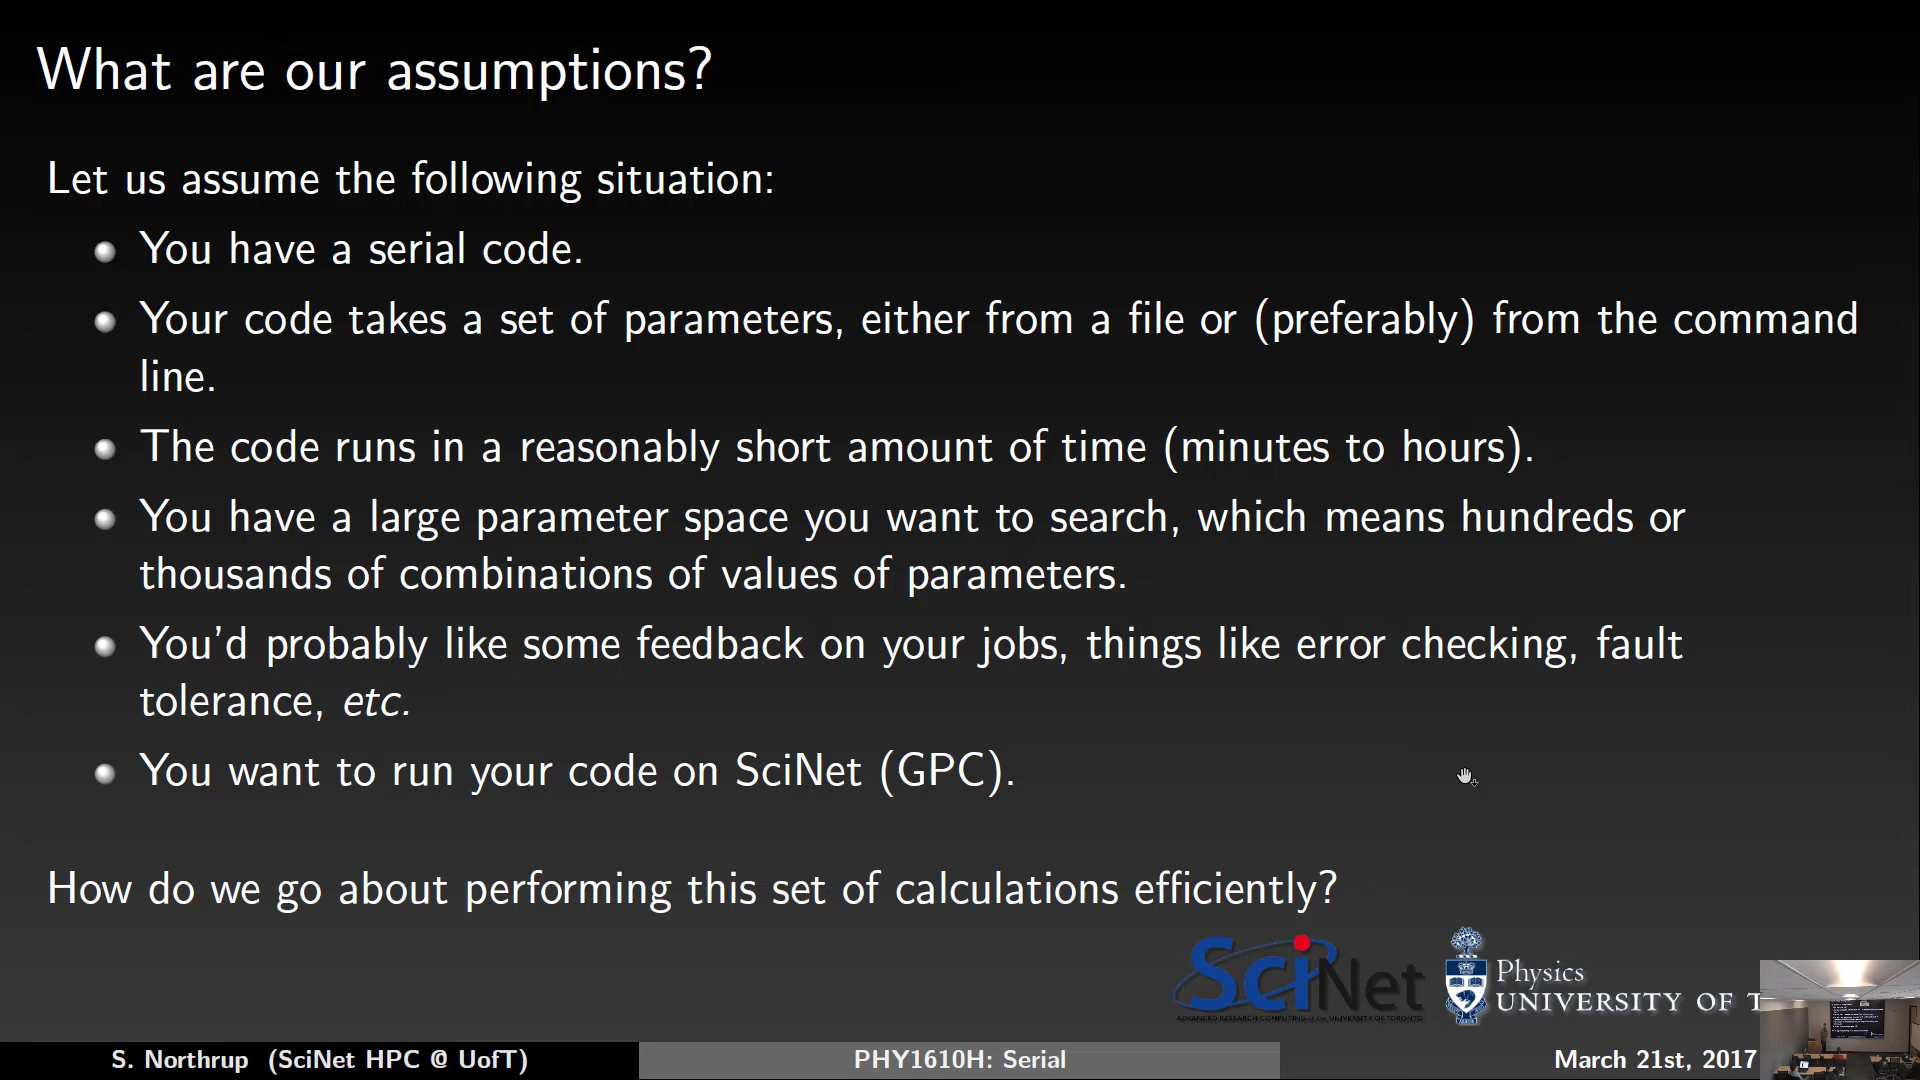 What are our assumptions?
Let us assume the following situation:
You have a serial code.
Your code takes a set of parameters, either from a file or (preferably) from the command
line.
The code runs in a reasonably short amount of time (minutes to hours).
You have a large parameter space you want to search, which means hundreds or
thousands of combinations of values of parameters.
You'd probably like some feedback on your jobs, things like error checking, fault
tolerance, etc.
You want to run your code on SciNet (GPC).
How do we go about performing this set of calculations efficiently?
SciNet
ADVANCED RESEARCH COMPUTING at the UNIVERSITY OF TORONTO
Physics
UNIVERSITY OF T
S. Northrup (SciNet HPC @ UofT)
PHY1610H: Serial
March 21st, 2017